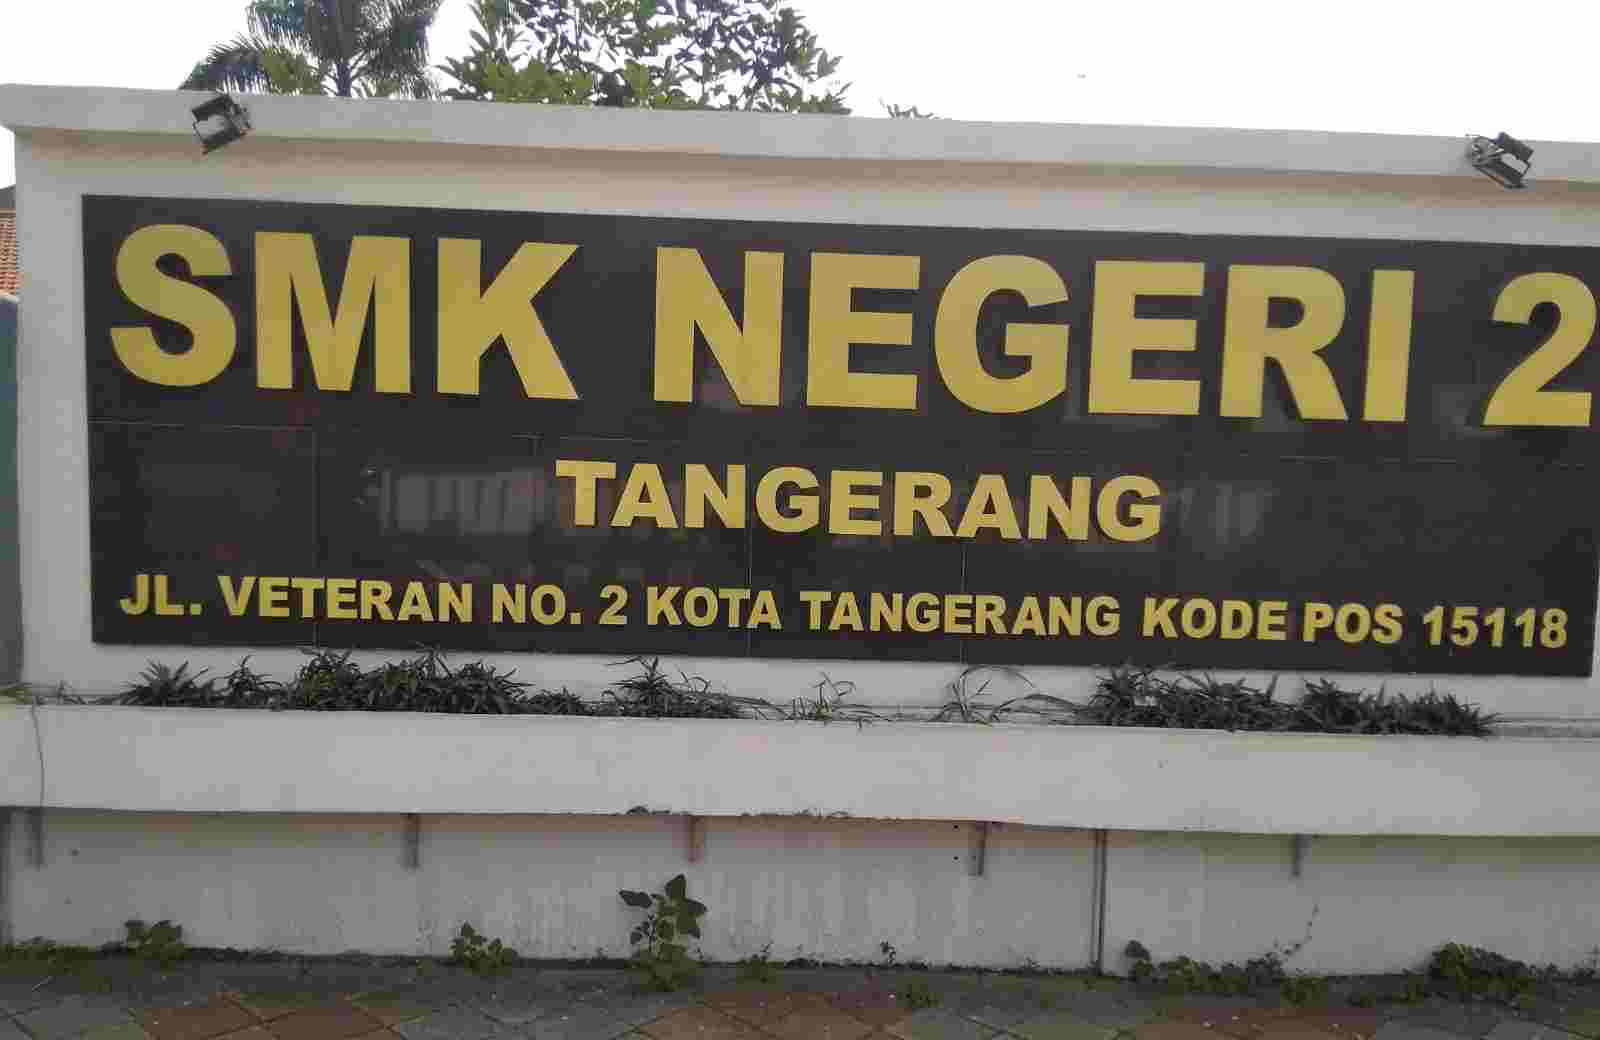 SMK NEGERI 2
TANGERANG
JL. VETERAN NO. 2 KOTA TANGERANG KODE POS 15118